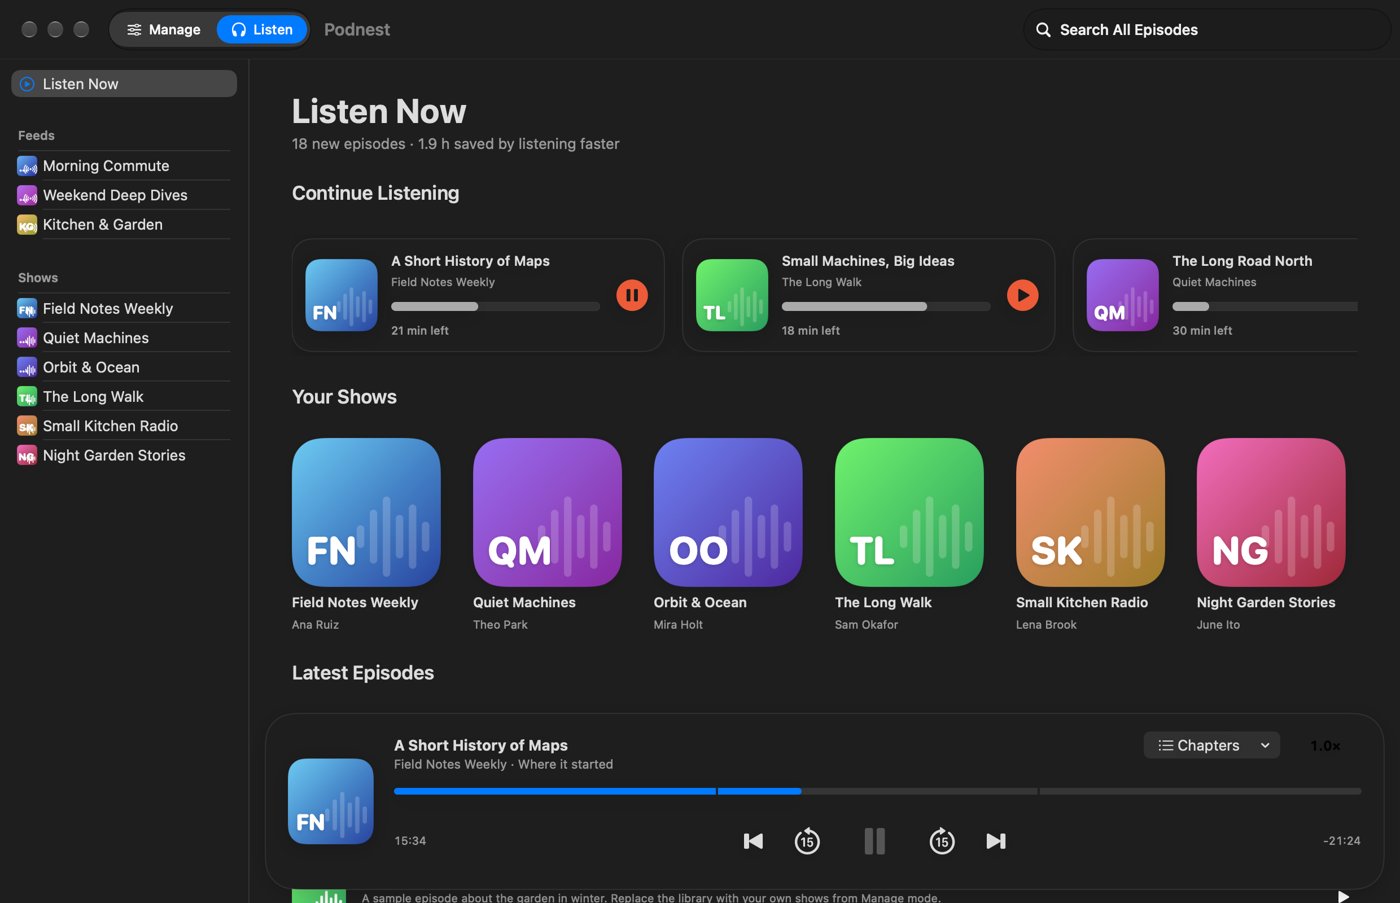 Manage
Listen
Podnest
Search All Episodes
Listen Now
Feeds
Morning Commute
Weekend Deep Dives
KG
Kitchen & Garden
Shows
FN
Field Notes Weekly
Quiet Machines
Orbit & Ocean
TL
The Long Walk
SK
Small Kitchen Radio
NG
Night Garden Stories
Listen Now
18 new episodes · 1.9 h saved by listening faster
Continue Listening
FN
A Short History of Maps
Field Notes Weekly
21 min left
TL
Small Machines, Big Ideas
The Long Walk
18 min left
QM
The Long Road North
Quiet Machines
30 min left
Your Shows
FN
Field Notes Weekly
Ana Ruiz
QM
Quiet Machines
Theo Park
OO
Orbit & Ocean
Mira Holt
TL
The Long Walk
Sam Okafor
SK
Small Kitchen Radio
Lena Brook
NG
Night Garden Stories
June Ito
Latest Episodes
FN
A Short History of Maps
Field Notes Weekly · Where it started
Chapters
1.0×
15:34
15
15
-21:24
A sample episode about the garden in winter. Replace the library with your own shows from Manage mode.